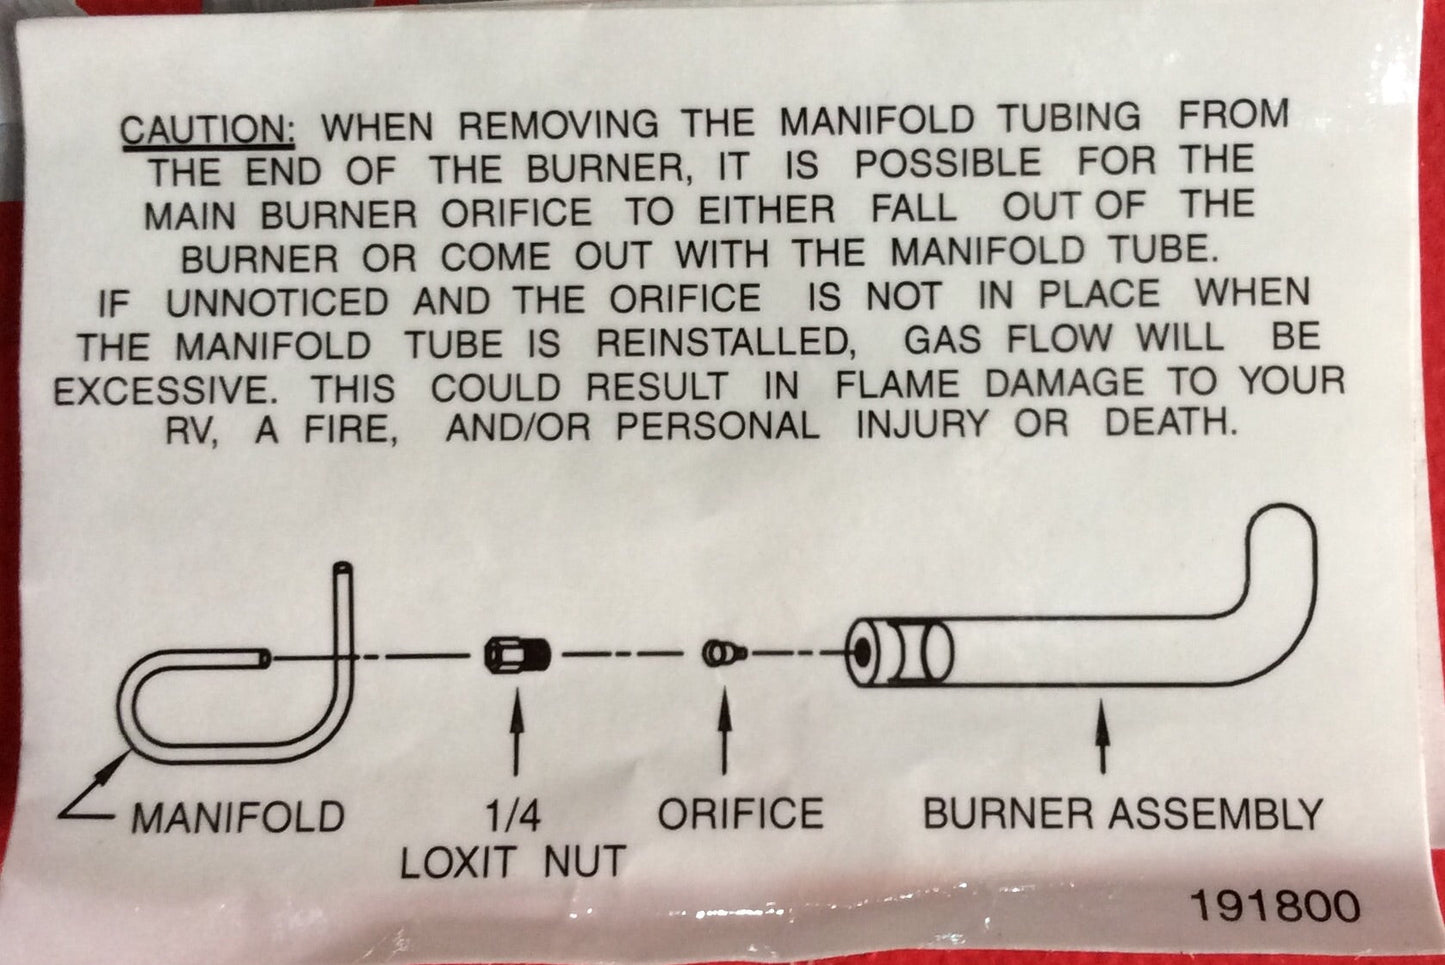 CAUTION: WHEN REMOVING THE MANIFOLD TUBING FROM
THE END OF THE BURNER, IT IS POSSIBLE FOR THE
MAIN BURNER ORIFICE TO EITHER FALL OUT OF THE
BURNER OR COME OUT WITH THE MANIFOLD TUBE.
IF UNNOTICED AND THE ORIFICE IS NOT IN PLACE WHEN
THE MANIFOLD TUBE IS REINSTALLED, GAS FLOW WILL BE
EXCESSIVE. THIS COULD RESULT IN FLAME DAMAGE TO YOUR
RV, A FIRE, AND/OR PERSONAL INJURY OR DEATH.
MANIFOLD
1/4
LOXIT NUT
ORIFICE
BURNER ASSEMBLY
191800